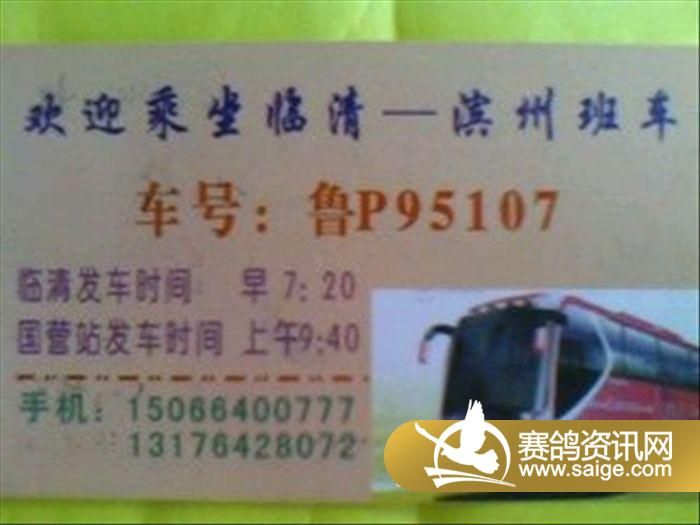 欢迎乘坐临清—滨州班车
车号：鲁P95107
临清发车时间 早 7：20
国营站发车时间 上午9：40
手机：15066400777
13176428072
赛鸽资讯网
www.saige.com